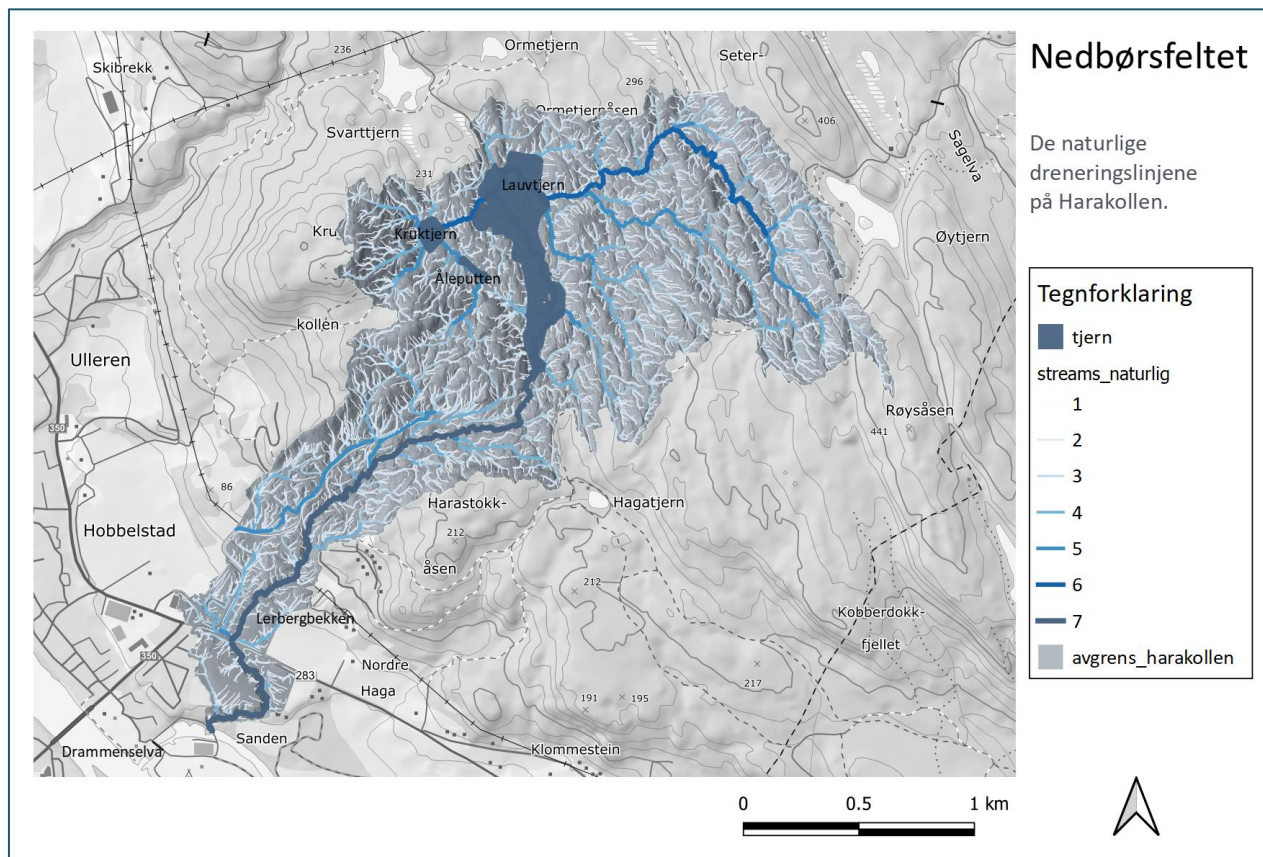 Nedbørsfeltet
De naturlige
dreneringslinjene
på Harakollen.
Tegnforklaring
tjern
streams_naturlig
1
2
3
4
5
6
7
avgrens_harakollen
0
0.5
1 km
Skibrekk
236
Ormetjern
Seter-
296
Ormetjernåsen
406
Svarttjern
Sagelva
231
Lauvtjern
Kru
Kruktjern
Øytjern
Åleputten
kollen
Ulleren
350
Røysåsen
441
86
Harastokk-
Hagatjern
212
Hobbelstad
åsen
212
Lerbergbekken
Kobberdokk-
fjellet
350
Nordre
Haga
283
217
191
195
Sanden
Drammenselva
Klommestein